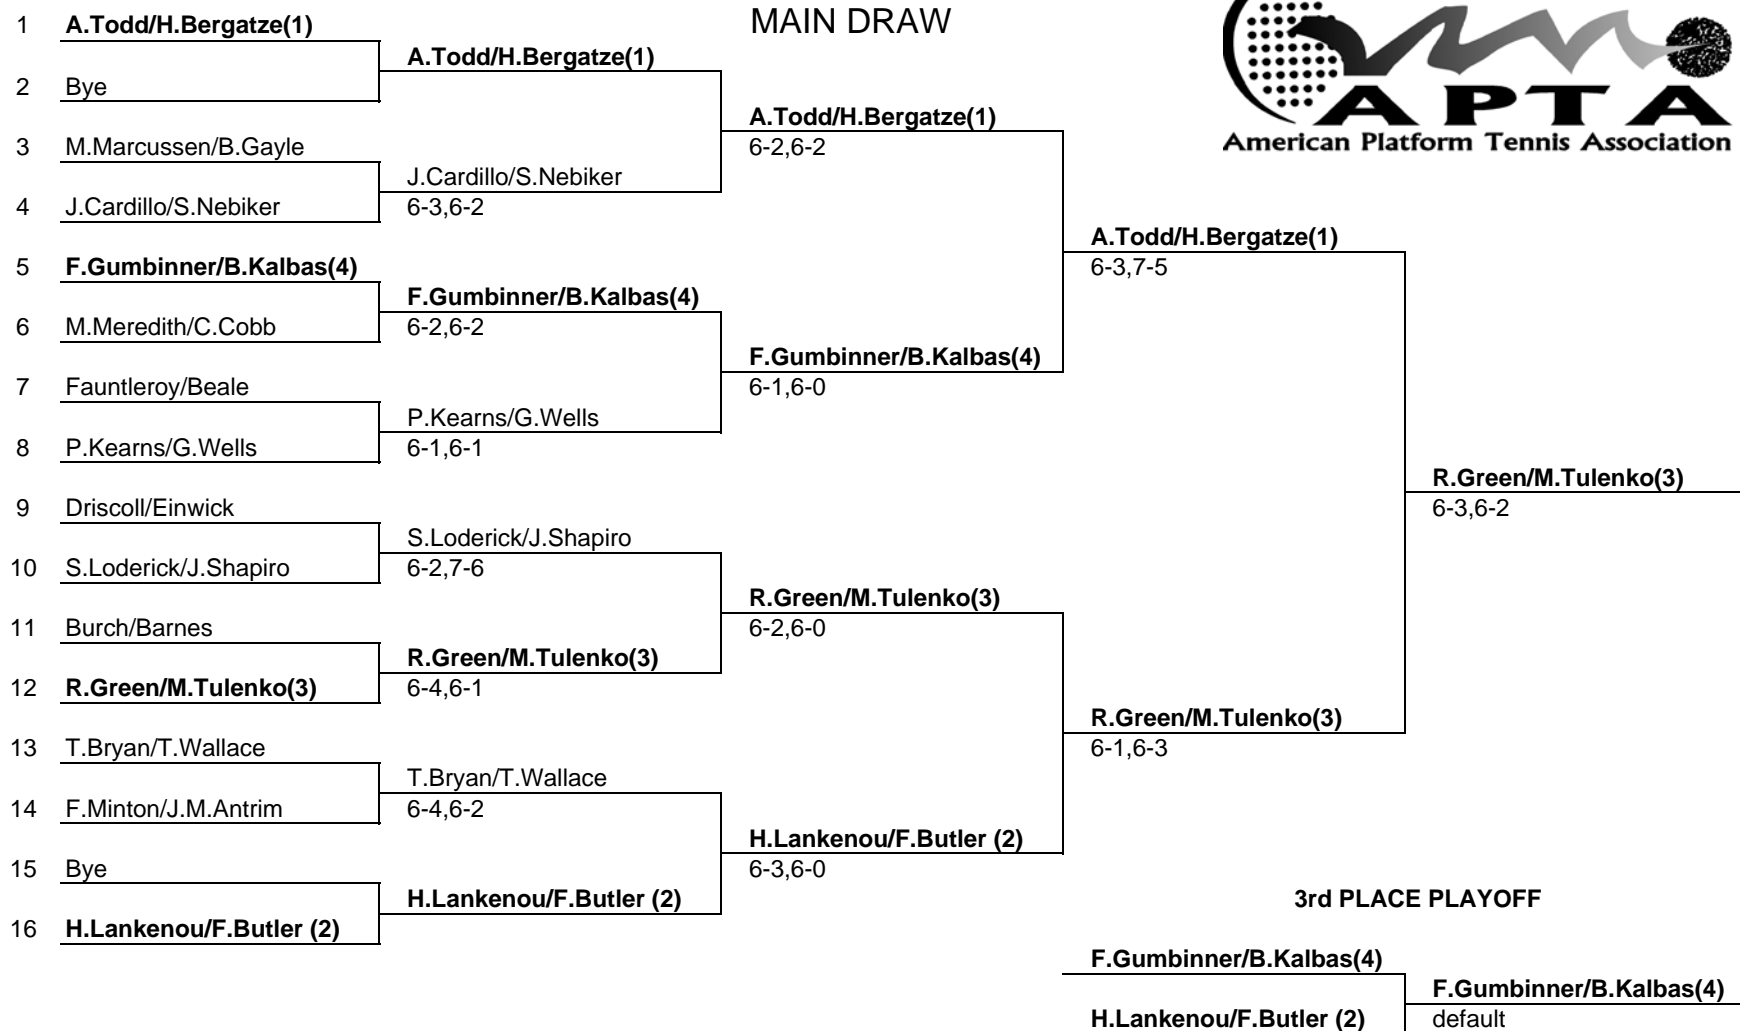 MAIN DRAW
APTA
American Platform Tennis Association
1 A.Todd/H.Bergatze(1)
A.Todd/H.Bergatze(1)
2 Bye
A.Todd/H.Bergatze(1)
3 M.Marcussen/B.Gayle
6-2,6-2
J.Cardillo/S.Nebiker
4 J.Cardillo/S.Nebiker
6-3,6-2
A.Todd/H.Bergatze(1)
5 F.Gumbinner/B.Kalbas(4)
6-3,7-5
F.Gumbinner/B.Kalbas(4)
6 M.Meredith/C.Cobb
6-2,6-2
F.Gumbinner/B.Kalbas(4)
7 Fauntleroy/Beale
6-1,6-0
P.Kearns/G.Wells
8 P.Kearns/G.Wells
6-1,6-1
R.Green/M.Tulenko(3)
9 Driscoll/Einwick
6-3,6-2
S.Loderick/J.Shapiro
10 S.Loderick/J.Shapiro
6-2,7-6
R.Green/M.Tulenko(3)
11 Burch/Barnes
6-2,6-0
R.Green/M.Tulenko(3)
12 R.Green/M.Tulenko(3)
6-4,6-1
R.Green/M.Tulenko(3)
13 T.Bryan/T.Wallace
6-1,6-3
T.Bryan/T.Wallace
14 F.Minton/J.M.Antrim
6-4,6-2
H.Lankenou/F.Butler (2)
15 Bye
6-3,6-0
H.Lankenou/F.Butler (2)
16 H.Lankenou/F.Butler (2)
3rd PLACE PLAYOFF
F.Gumbinner/B.Kalbas(4)
F.Gumbinner/B.Kalbas(4)
H.Lankenou/F.Butler (2)
default